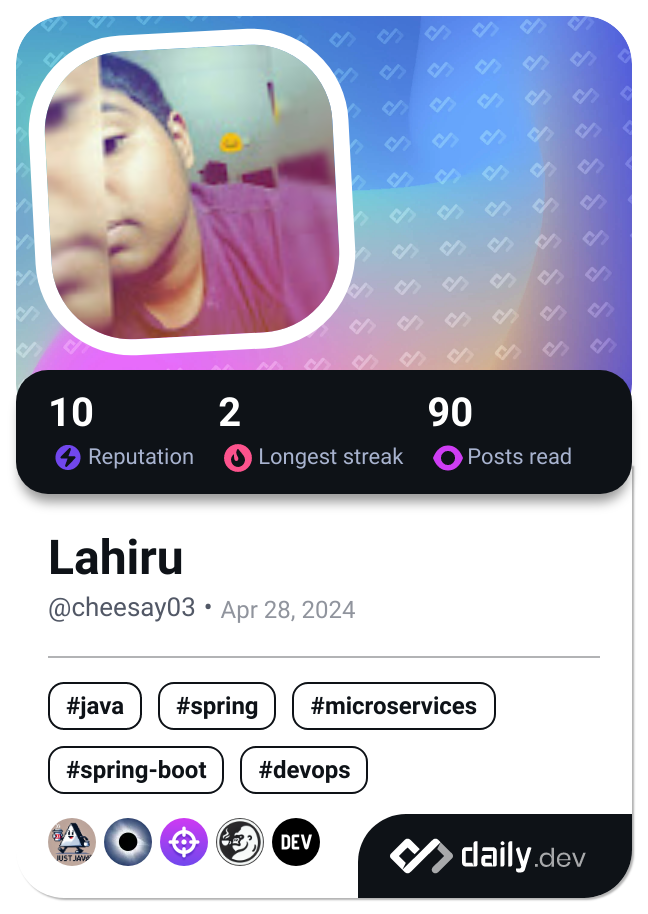 10 2 90
Reputation Longest streak Posts read
Lahiru
@cheesay03 • Apr 28, 2024
#java #spring #microservices
#spring-boot #devops
JUST JAVA DEV
daily.dev